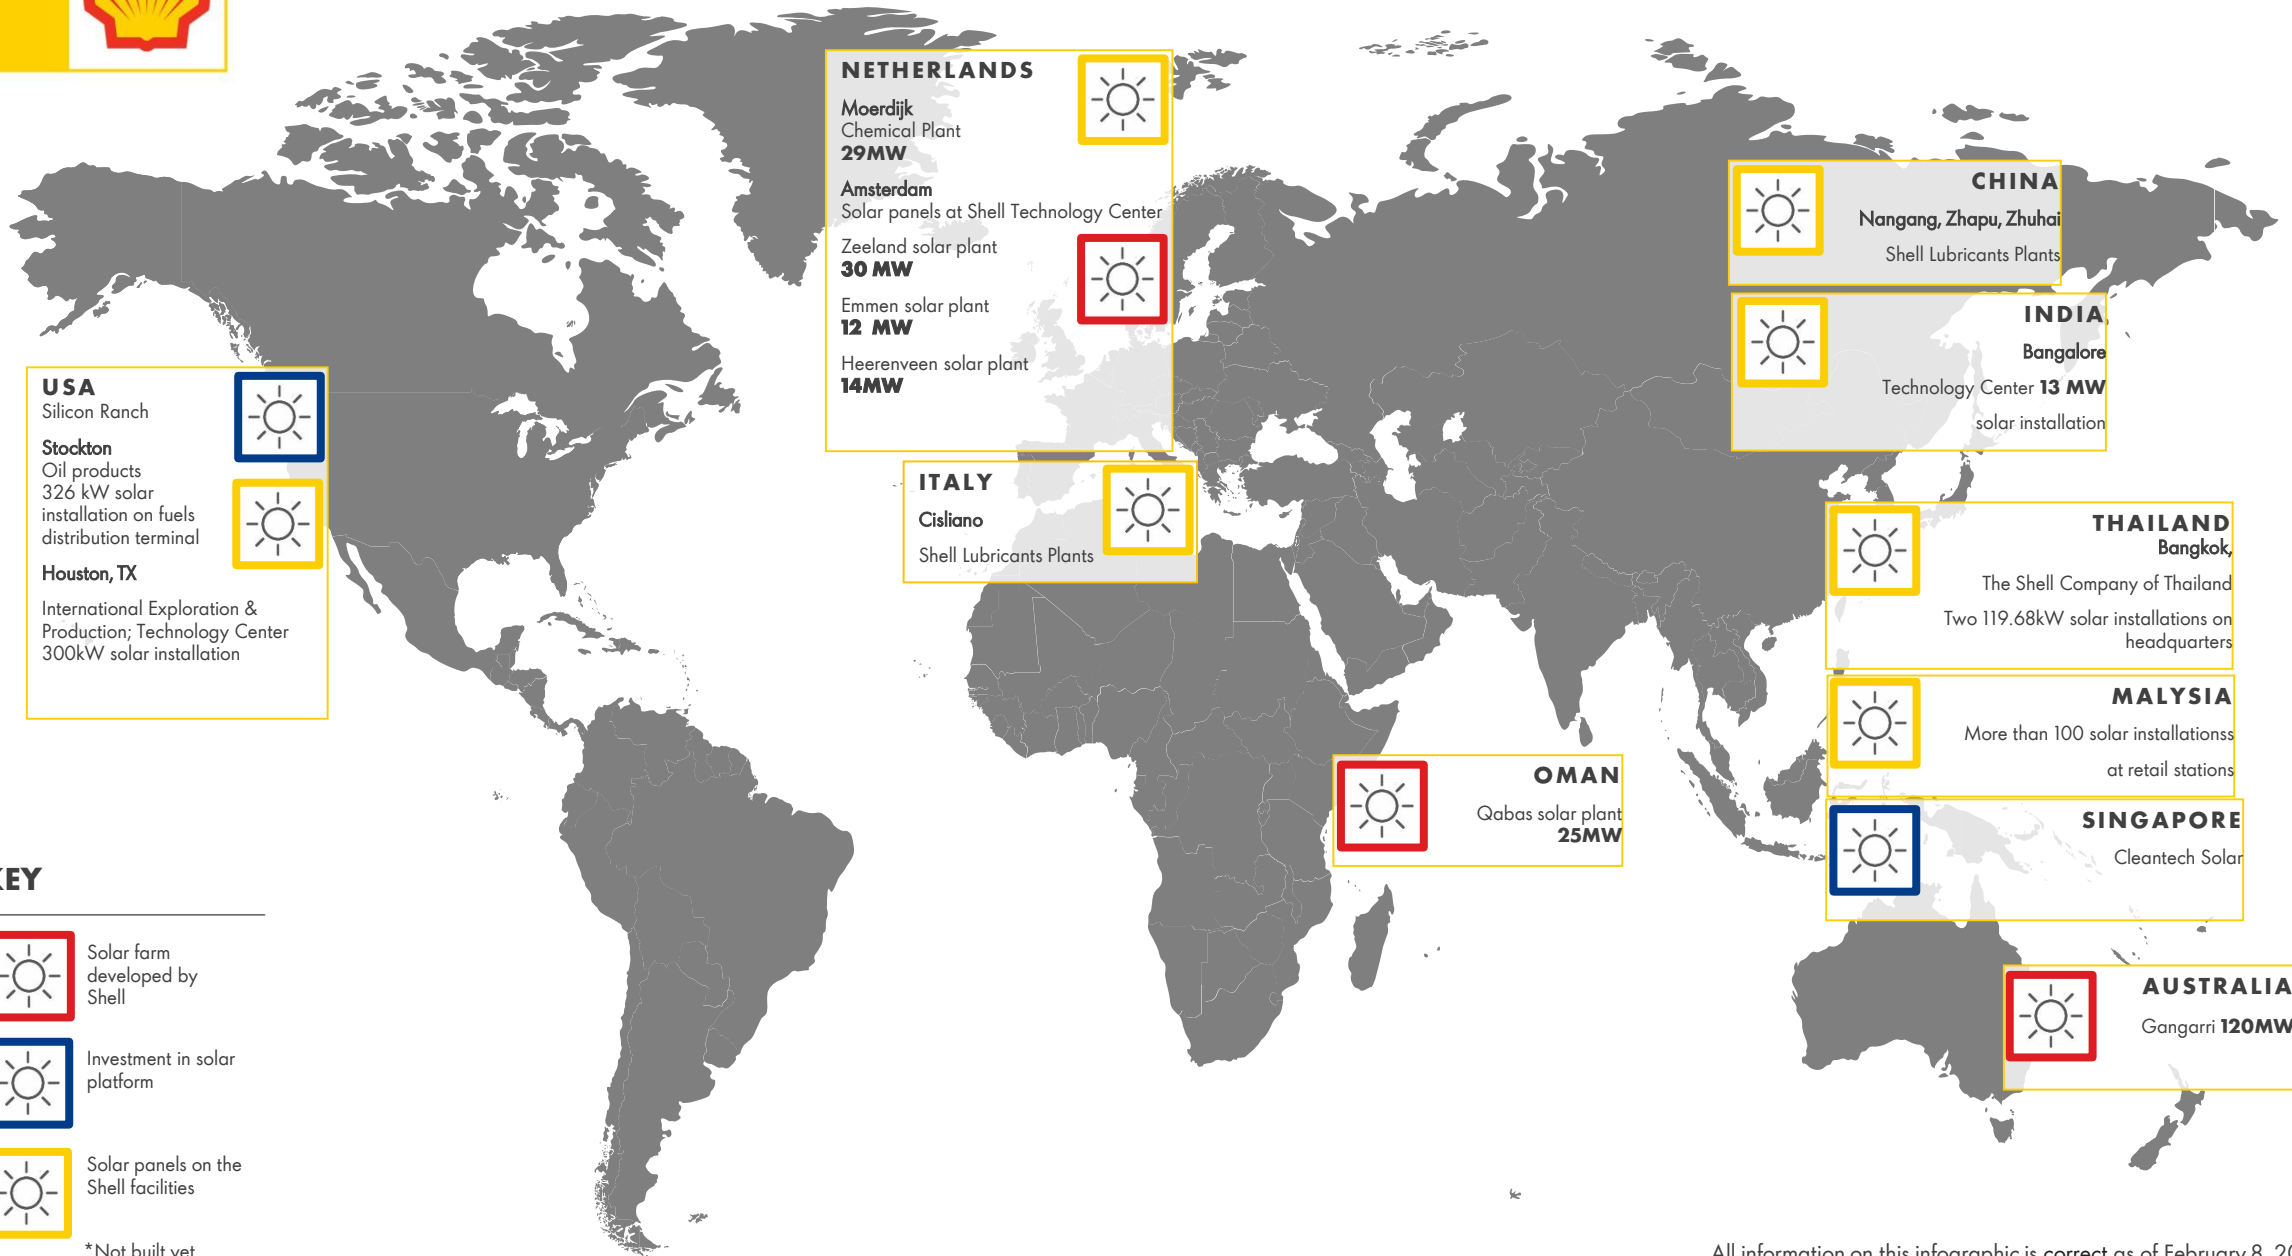 NETHERLANDS
Moerdijk
Chemical Plant
29MW
Amsterdam
Solar panels at Shell Technology Center
Zeeland solar plant
30 MW
Emmen solar plant
12 MW
Heerenveen solar plant
14MW
CHINA
Nangang, Zhapu, Zhuhai
Shell Lubricants Plants
INDIA
Bangalore
Technology Center 13 MW
solar installation
USA
Silicon Ranch
Stockton
Oil products
326 kW solar
installation on fuels
distribution terminal
Houston, TX
International Exploration &
Production; Technology Center
300kW solar installation
ITALY
Cisliano
Shell Lubricants Plants
THAILAND
Bangkok,
The Shell Company of Thailand
Two 119.68kW solar installations on
headquarters
MALYSIA
More than 100 solar installationss
at retail stations
OMAN
Qabas solar plant
25MW
SINGAPORE
Cleantech Solar
AUSTRALIA
Gangarri 120MW
KEY
Solar farm
developed by
Shell
Investment in solar
platform
Solar panels on the
Shell facilities
*Not built yet
All information on this infographic is correct as of February 8, 20